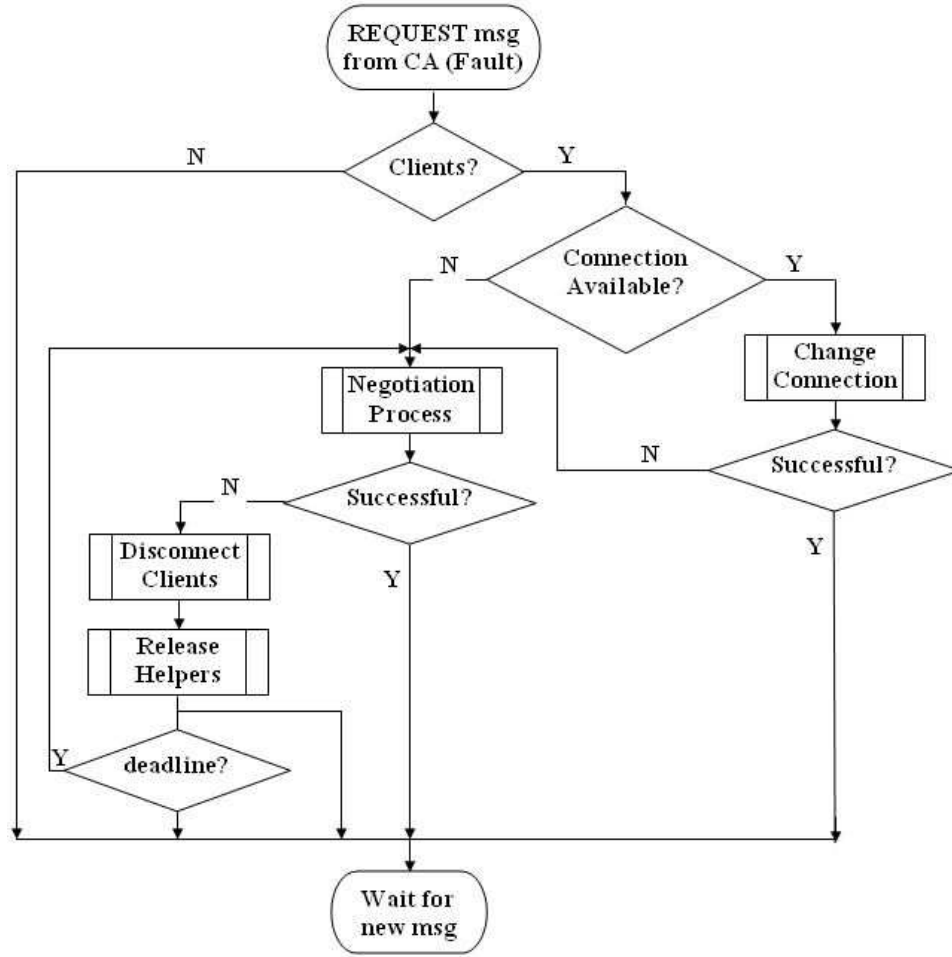 REQUEST msg
from CA (Fault)
N
Clients?
Y
Connection
Available?
N
Y
Change
Connection
Negotiation
Process
Successful?
N
Successful?
N
Y
Disconnect
Clients
Y
Release
Helpers
Y
deadline?
Wait for
new msg